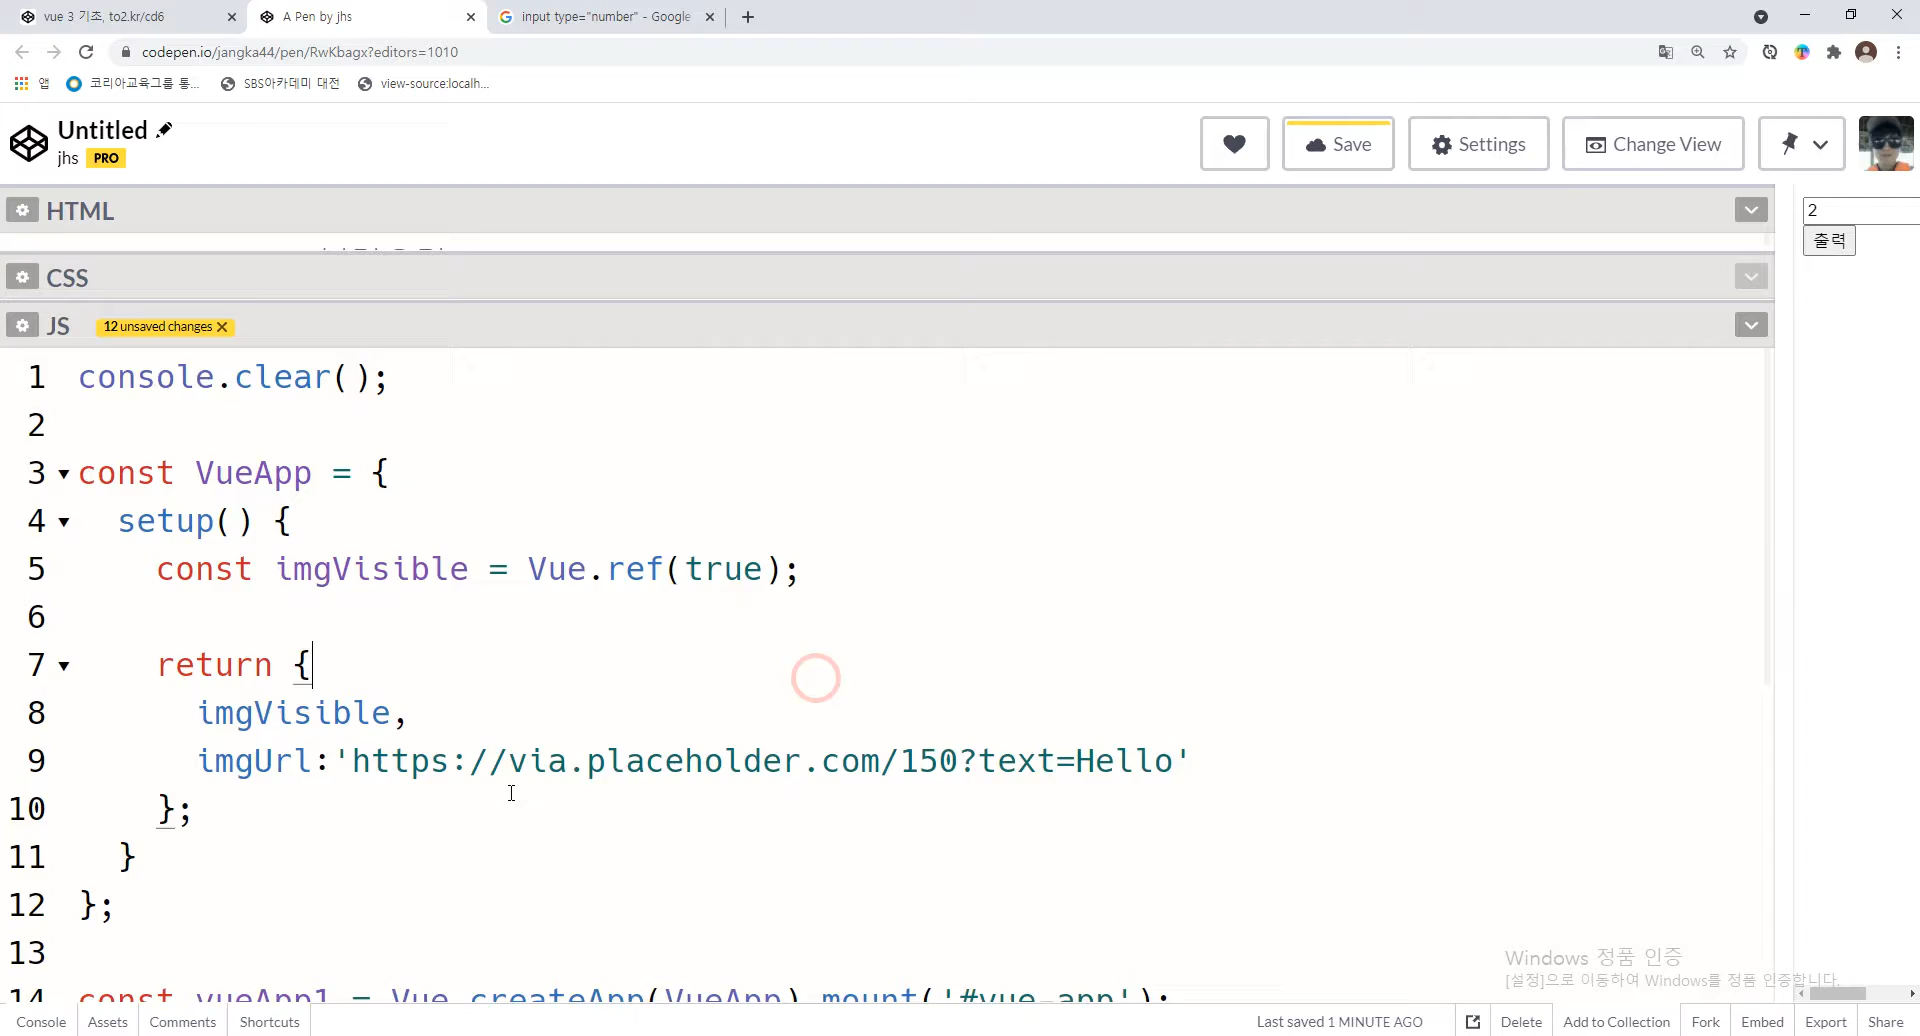 vue 3 기초, to2.kr/cd6
A Pen by jhs
input type="number" - Google
codepen.io/jangka44/pen/RwKbagx?editors=1010
앱
코리아교육그룹 통...
SBS아카데미 대전
view-source:localh...
Untitled
jhs PRO
Save
Settings
Change View
HTML
2
출력
CSS
JS 12 unsaved changes
1 console.clear();
2
3 const VueApp = {
4 setup() {
5 const imgVisible = Vue.ref(true);
6
7 return {
8 imgVisible,
9 imgUrl:'https://via.placeholder.com/150?text=Hello'
10 };
11 }
12 };
13
14 const vueApp1 = Vue.createApp(VueApp).mount('#vue-app');
Windows 정품 인증
[설정]으로 이동하여 Windows를 정품 인증합니다.
Console
Assets
Comments
Shortcuts
Last saved 1 MINUTE AGO
Delete
Add to Collection
Fork
Embed
Export
Share